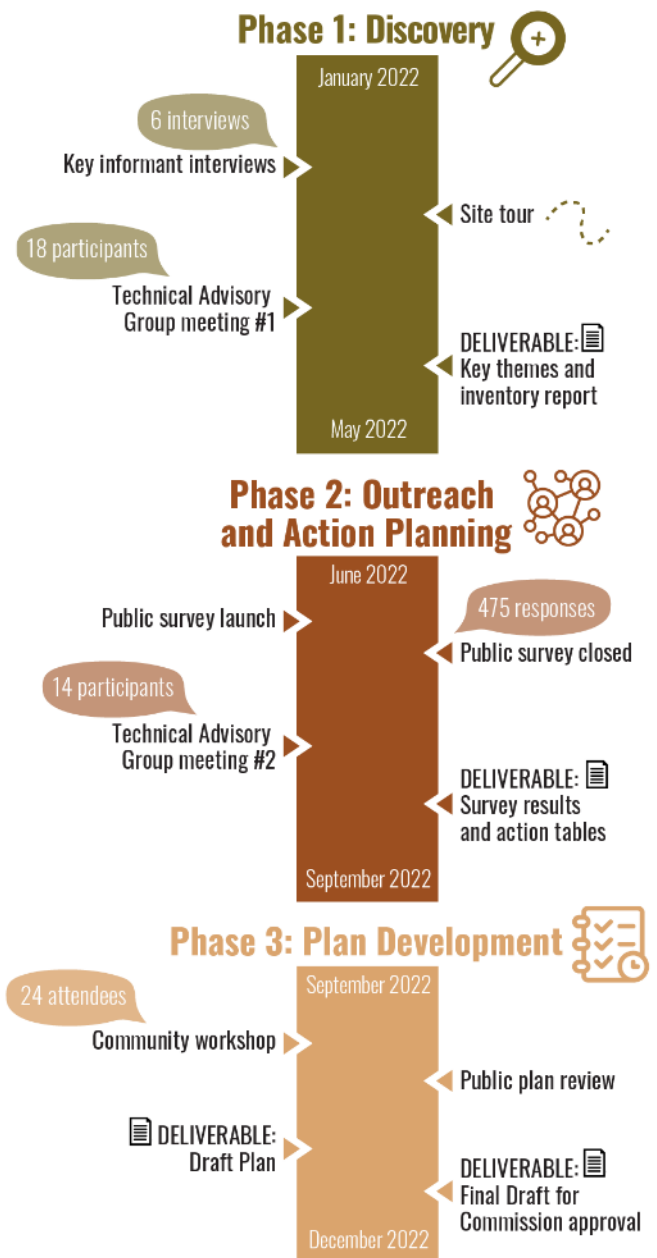 Phase 1: Discovery
January 2022
6 interviews
Key informant interviews
Site tour
18 participants
Technical Advisory
Group meeting #1
DELIVERABLE:
Key themes and
inventory report
May 2022
Phase 2: Outreach
and Action Planning
June 2022
Public survey launch
475 responses
Public survey closed
14 participants
Technical Advisory
Group meeting #2
DELIVERABLE:
Survey results
and action tables
September 2022
Phase 3: Plan Development
September 2022
24 attendees
Community workshop
Public plan review
DELIVERABLE:
Draft Plan
DELIVERABLE:
Final Draft for
Commission approval
December 2022